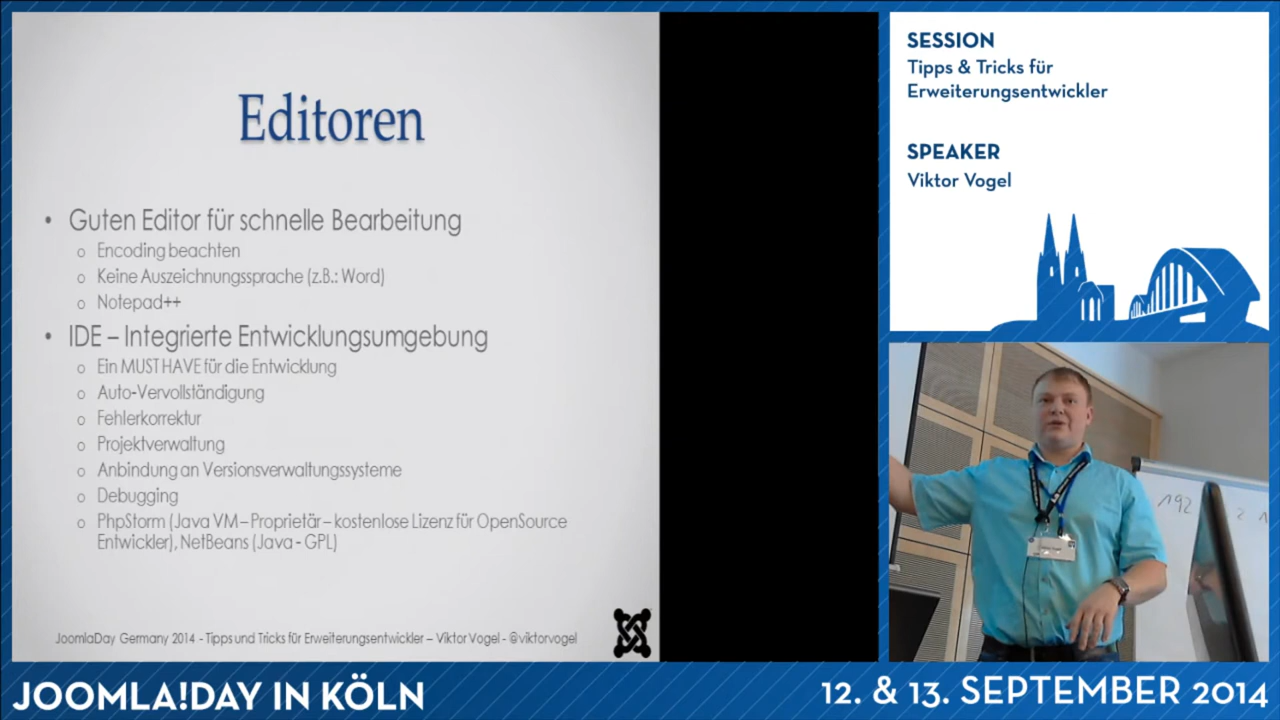 Editoren
• Guten Editor für schnelle Bearbeitung
o Encoding beachten
o Keine Auszeichnungssprache (z.B.: Word)
o Notepad++
• IDE – Integrierte Entwicklungsumgebung
o Ein MUST HAVE für die Entwicklung
o Auto-Vervollständigung
o Fehlerkorrektur
o Projektverwaltung
o Anbindung an Versionsverwaltungssysteme
o Debugging
o PhpStorm (Java VM – Proprietär – kostenlose Lizenz für OpenSource
Entwickler), NetBeans (Java - GPL)
JoomlaDay Germany 2014 - Tipps und Tricks für Erweiterungsentwickler – Viktor Vogel - @viktorvogel
SESSION
Tipps & Tricks für
Erweiterungsentwickler
SPEAKER
Viktor Vogel
192
JOOMLA!DAY IN KÖLN
12. & 13. SEPTEMBER 2014